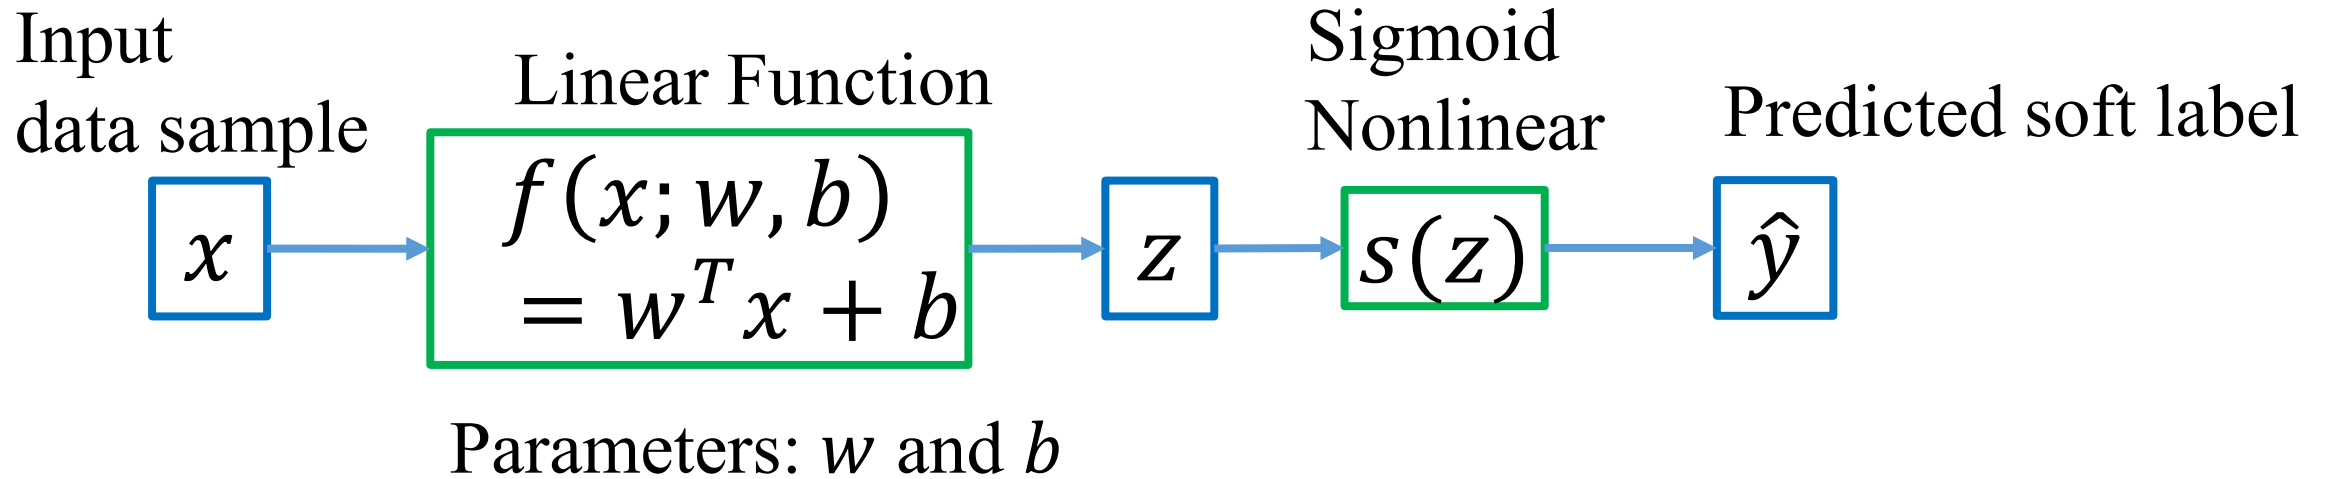 Input
data sample
x
Linear Function
f(x; w, b)
= w^T x + b
Parameters: w and b
z
Sigmoid
Nonlinear
s(z)
Predicted soft label
ŷ